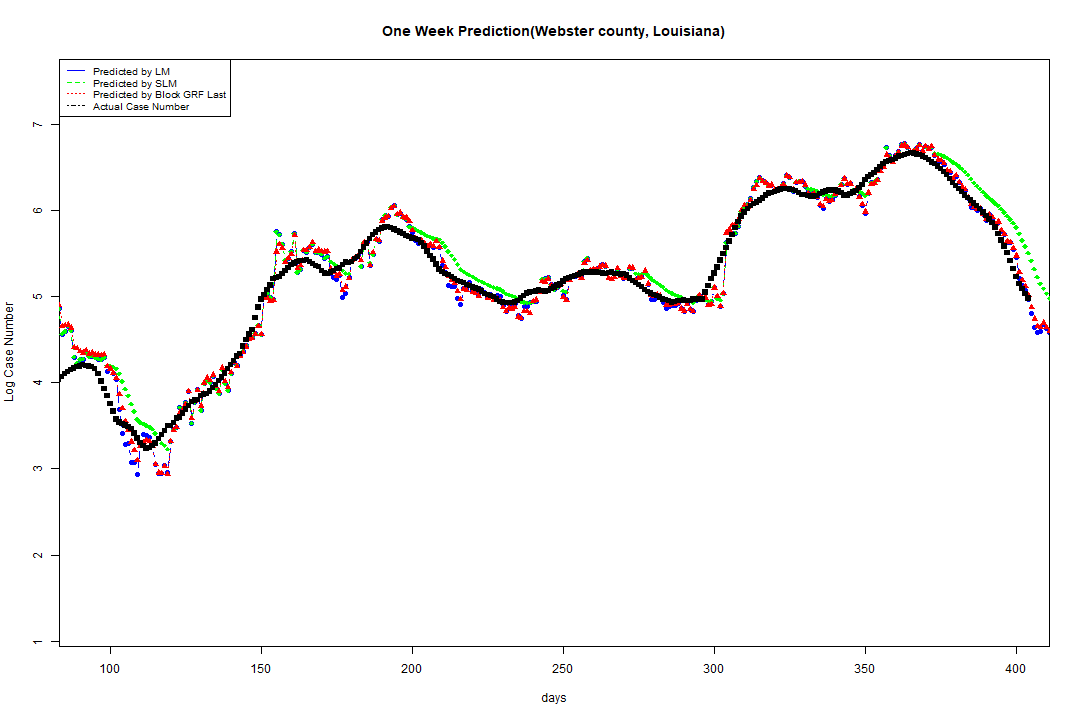 One Week Prediction(Webster county, Louisiana)
Predicted by LM
Predicted by SLM
Predicted by Block GRF Last
Actual Case Number
Log Case Number
7
6
5
4
3
2
1
100 150 200 250 300 350 400
days